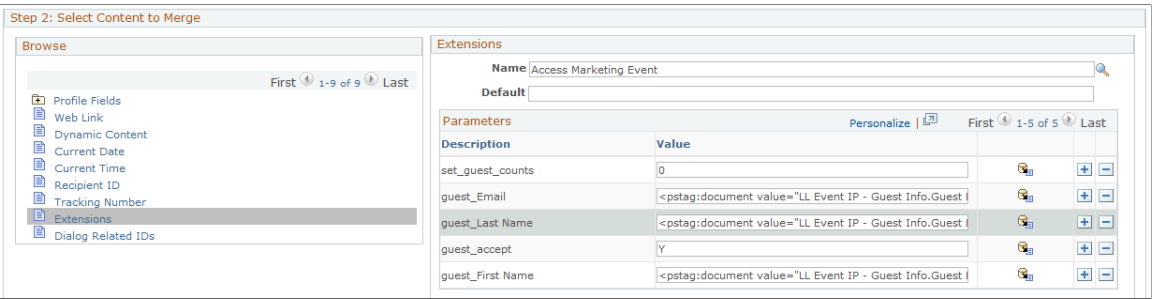 Step 2: Select Content to Merge
Browse
First 1-9 of 9 Last
Profile Fields
Web Link
Dynamic Content
Current Date
Current Time
Recipient ID
Tracking Number
Extensions
Dialog Related IDs
Extensions
Name Access Marketing Event
Default
Parameters Personalize | First 1-5 of 5 Last
Description Value
set_guest_counts 0
guest_Email <pstag:document value="LL Event IP - Guest Info.Guest
guest_Last Name <pstag:document value="LL Event IP - Guest Info.Guest
guest_accept Y
guest_First Name <pstag:document value="LL Event IP - Guest Info.Guest